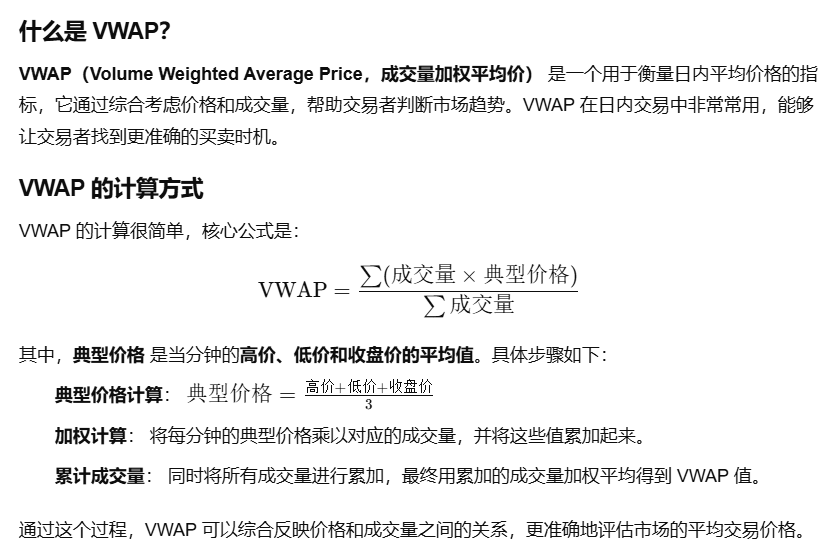 什么是 VWAP？
VWAP（Volume Weighted Average Price，成交量加权平均价） 是一个用于衡量日内平均价格的指
标，它通过综合考虑价格和成交量，帮助交易者判断市场趋势。VWAP 在日内交易中非常常用，能够
让交易者找到更准确的买卖时机。
VWAP 的计算方式
VWAP 的计算很简单，核心公式是：
VWAP = ∑(成交量 × 典型价格) / ∑ 成交量
其中，典型价格 是当分钟的高价、低价和收盘价的平均值。具体步骤如下：
典型价格计算： 典型价格 = 高价+低价+收盘价 / 3
加权计算： 将每分钟的典型价格乘以对应的成交量，并将这些值累加起来。
累计成交量： 同时将所有成交量进行累加，最终用累加的成交量加权平均得到 VWAP 值。
通过这个过程，VWAP 可以综合反映价格和成交量之间的关系，更准确地评估市场的平均交易价格。